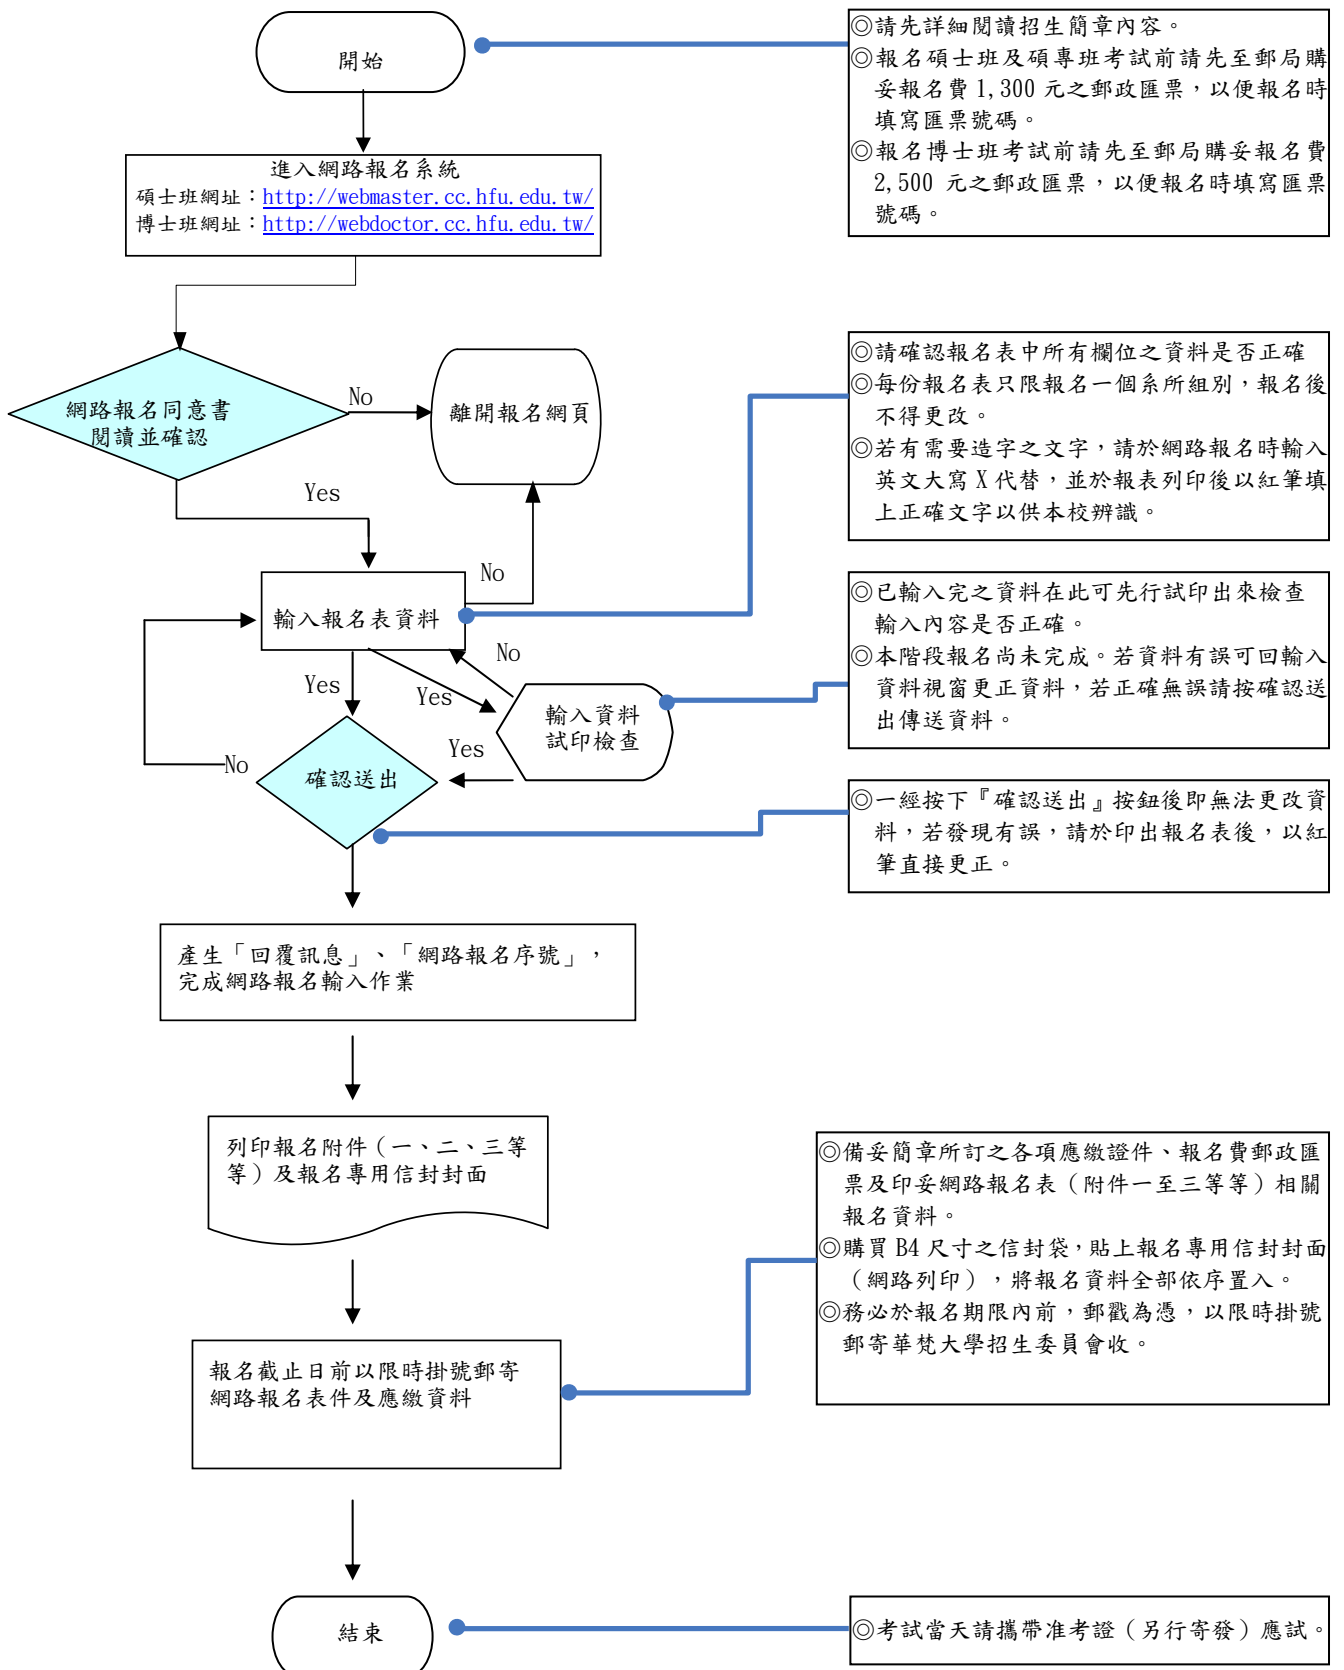 開始
◎請先詳細閱讀招生簡章內容。
◎報名碩士班及碩專班考試前請先至郵局購
妥報名費 1,300 元之郵政匯票，以便報名時
填寫匯票號碼。
◎報名博士班考試前請先至郵局購妥報名費
2,500 元之郵政匯票，以便報名時填寫匯票
號碼。
進入網路報名系統
碩士班網址：http://webmaster.cc.hfu.edu.tw/
博士班網址：http://webdoctor.cc.hfu.edu.tw/
網路報名同意書
閱讀並確認
No
離開報名網頁
Yes
◎請確認報名表中所有欄位之資料是否正確
◎每份報名表只限報名一個系所組別，報名後
不得更改。
◎若有需要造字之文字，請於網路報名時輸入
英文大寫 X 代替，並於報表列印後以紅筆填
上正確文字以供本校辨識。
No
輸入報名表資料
No
Yes
Yes
輸入資料
試印檢查
Yes
No
確認送出
◎已輸入完之資料在此可先行試印出來檢查
輸入內容是否正確。
◎本階段報名尚未完成。若資料有誤可回輸入
資料視窗更正資料，若正確無誤請按確認送
出傳送資料。
◎一經按下『確認送出』按鈕後即無法更改資
料，若發現有誤，請於印出報名表後，以紅
筆直接更正。
產生「回覆訊息」、「網路報名序號」，
完成網路報名輸入作業
列印報名附件（一、二、三等
等）及報名專用信封封面
◎備妥簡章所訂之各項應繳證件、報名費郵政匯
票及印妥網路報名表（附件一至三等等）相關
報名資料。
◎購買 B4 尺寸之信封袋，貼上報名專用信封封面
（網路列印），將報名資料全部依序置入。
◎務必於報名期限內前，郵戳為憑，以限時掛號
郵寄華梵大學招生委員會收。
報名截止日前以限時掛號郵寄
網路報名表件及應繳資料
結束
◎考試當天請攜帶准考證（另行寄發）應試。